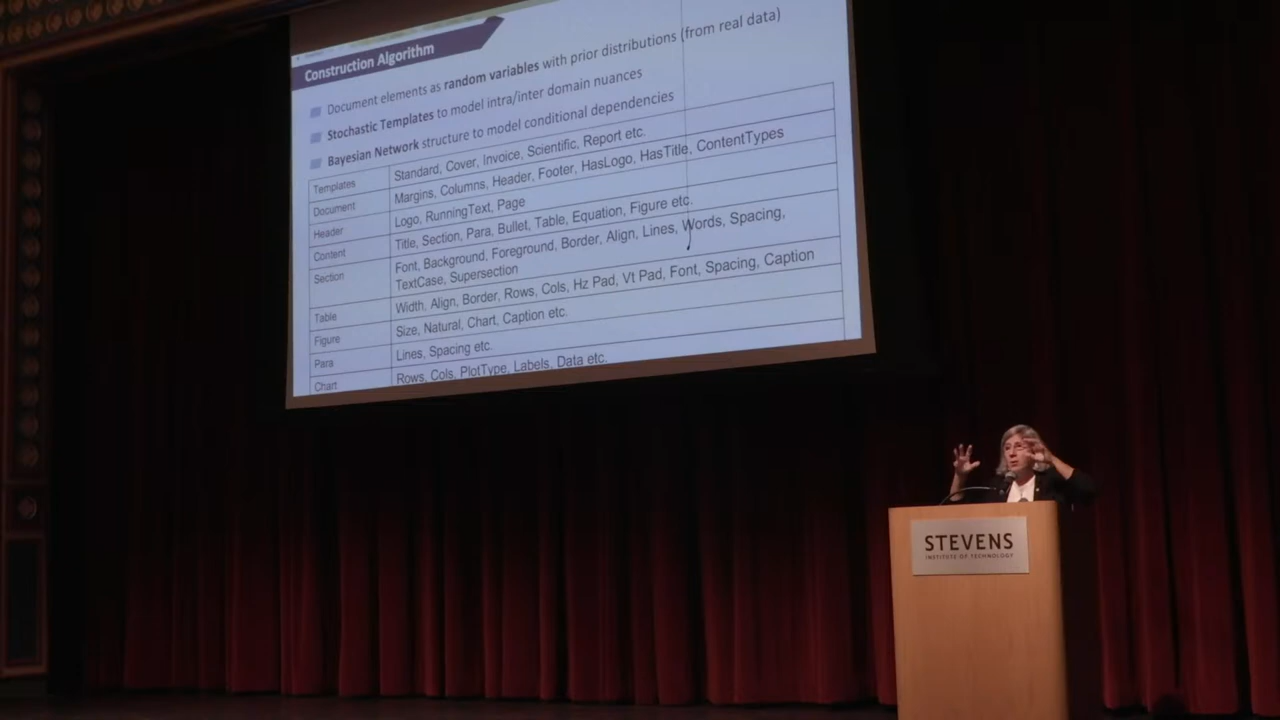 Construction Algorithm
Document elements as random variables with prior distributions (from real data)
Stochastic Templates to model intra/inter domain nuances
Bayesian Network structure to model conditional dependencies
Templates Standard, Cover, Invoice, Scientific, Report etc.
Document Margins, Columns, Header, Footer, HasLogo, HasTitle, ContentTypes
Header Logo, RunningText, Page
Content Title, Section, Para, Bullet, Table, Equation, Figure etc.
Section Font, Background, Foreground, Border, Align, Lines, Words, Spacing,
TextCase, Supersection
Table Width, Align, Border, Rows, Cols, Hz Pad, Vt Pad, Font, Spacing, Caption
Figure Size, Natural, Chart, Caption etc.
Para Lines, Spacing etc.
Chart Rows, Cols, PlotType, Labels, Data etc.
STEVENS
INSTITUTE OF TECHNOLOGY